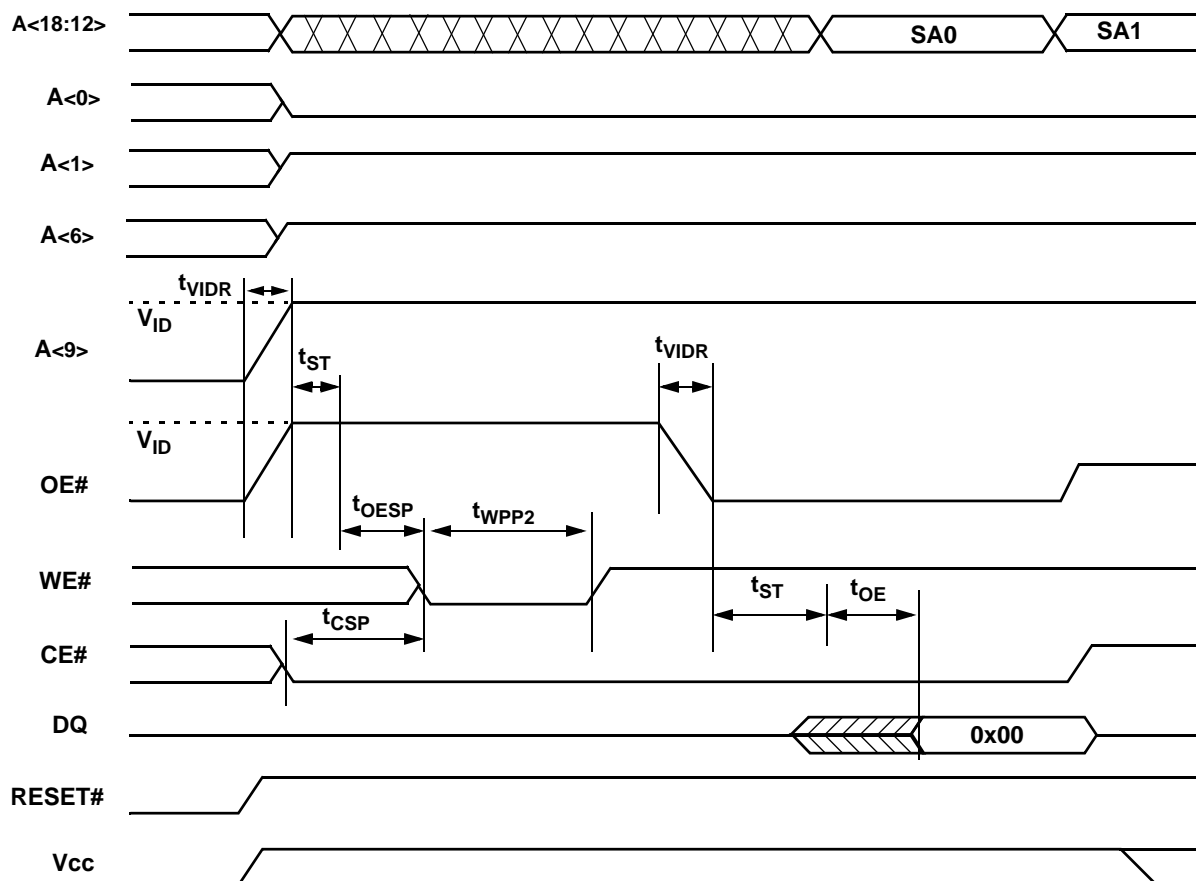 A<18:12>
SA0
SA1
A<0>
A<1>
A<6>
tVIDR
VID
A<9>
tST
tVIDR
VID
OE#
tOESP
tWPP2
WE#
tST
tOE
tCSP
CE#
DQ
0x00
RESET#
Vcc